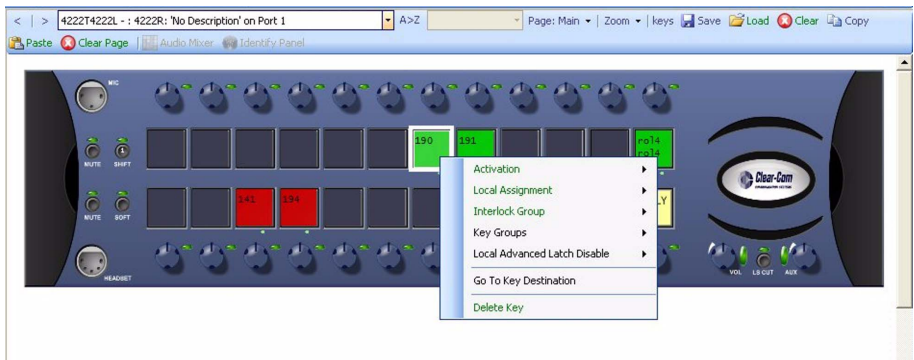 < | > 4222T4222L - : 4222R: 'No Description' on Port 1 A>Z Page: Main Zoom keys Save Load Clear Copy
Paste Clear Page Audio Mixer Identify Panel
MIC
190 191 rol4
rol4
MUTE SHIFT
1
Clear-Com
141 194 LY
MUTE SOFT
HEADSET
VOL LS CUT AUX
Activation
Local Assignment
Interlock Group
Key Groups
Local Advanced Latch Disable
Go To Key Destination
Delete Key